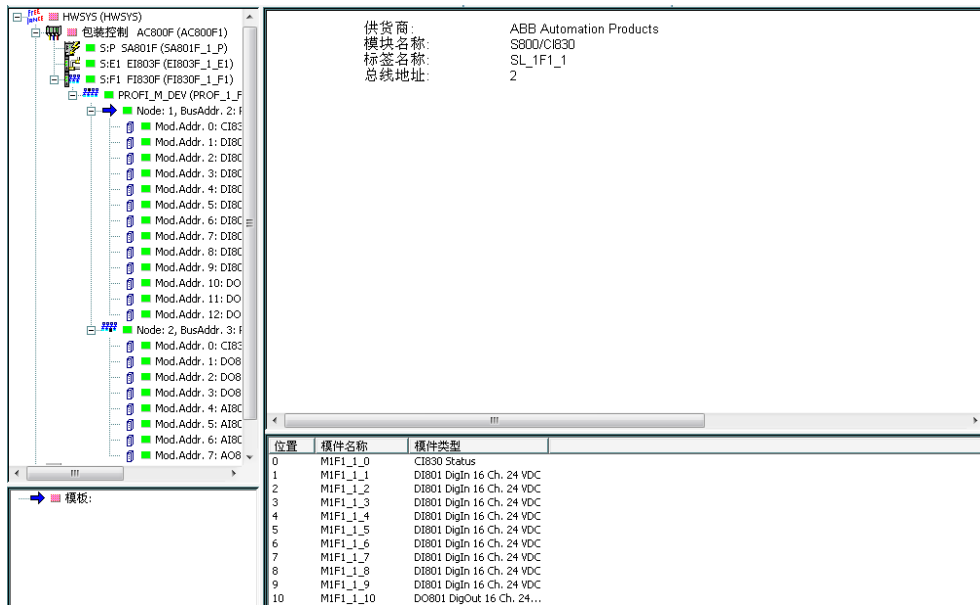 HWSYS (HWSYS)
包装控制 AC800F (AC800F1)
S:P SA801F (SA801F_1_P)
S:E1 EI803F (EI803F_1_E1)
S:F1 FI830F (FI830F_1_F1)
PROFI_M_DEV (PROF_1_F
Node: 1, BusAddr. 2: F
Mod.Addr. 0: CI83
Mod.Addr. 1: DI80
Mod.Addr. 2: DI80
Mod.Addr. 3: DI80
Mod.Addr. 4: DI80
Mod.Addr. 5: DI80
Mod.Addr. 6: DI80
Mod.Addr. 7: DI80
Mod.Addr. 8: DI80
Mod.Addr. 9: DI80
Mod.Addr. 10: DO
Mod.Addr. 11: DO
Mod.Addr. 12: DO
Node: 2, BusAddr. 3: F
Mod.Addr. 0: CI83
Mod.Addr. 1: DO8
Mod.Addr. 2: DO8
Mod.Addr. 3: DO8
Mod.Addr. 4: AI80
Mod.Addr. 5: AI80
Mod.Addr. 6: AI80
Mod.Addr. 7: AO8
模板:
供货商: ABB Automation Products
模块名称: S800/CI830
标签名称: SL_1F1_1
总线地址: 2
位置 模件名称 模件类型
0 M1F1_1_0 CI830 Status
1 M1F1_1_1 DI801 DigIn 16 Ch. 24 VDC
2 M1F1_1_2 DI801 DigIn 16 Ch. 24 VDC
3 M1F1_1_3 DI801 DigIn 16 Ch. 24 VDC
4 M1F1_1_4 DI801 DigIn 16 Ch. 24 VDC
5 M1F1_1_5 DI801 DigIn 16 Ch. 24 VDC
6 M1F1_1_6 DI801 DigIn 16 Ch. 24 VDC
7 M1F1_1_7 DI801 DigIn 16 Ch. 24 VDC
8 M1F1_1_8 DI801 DigIn 16 Ch. 24 VDC
9 M1F1_1_9 DI801 DigIn 16 Ch. 24 VDC
10 M1F1_1_10 DO801 DigOut 16 Ch. 24...